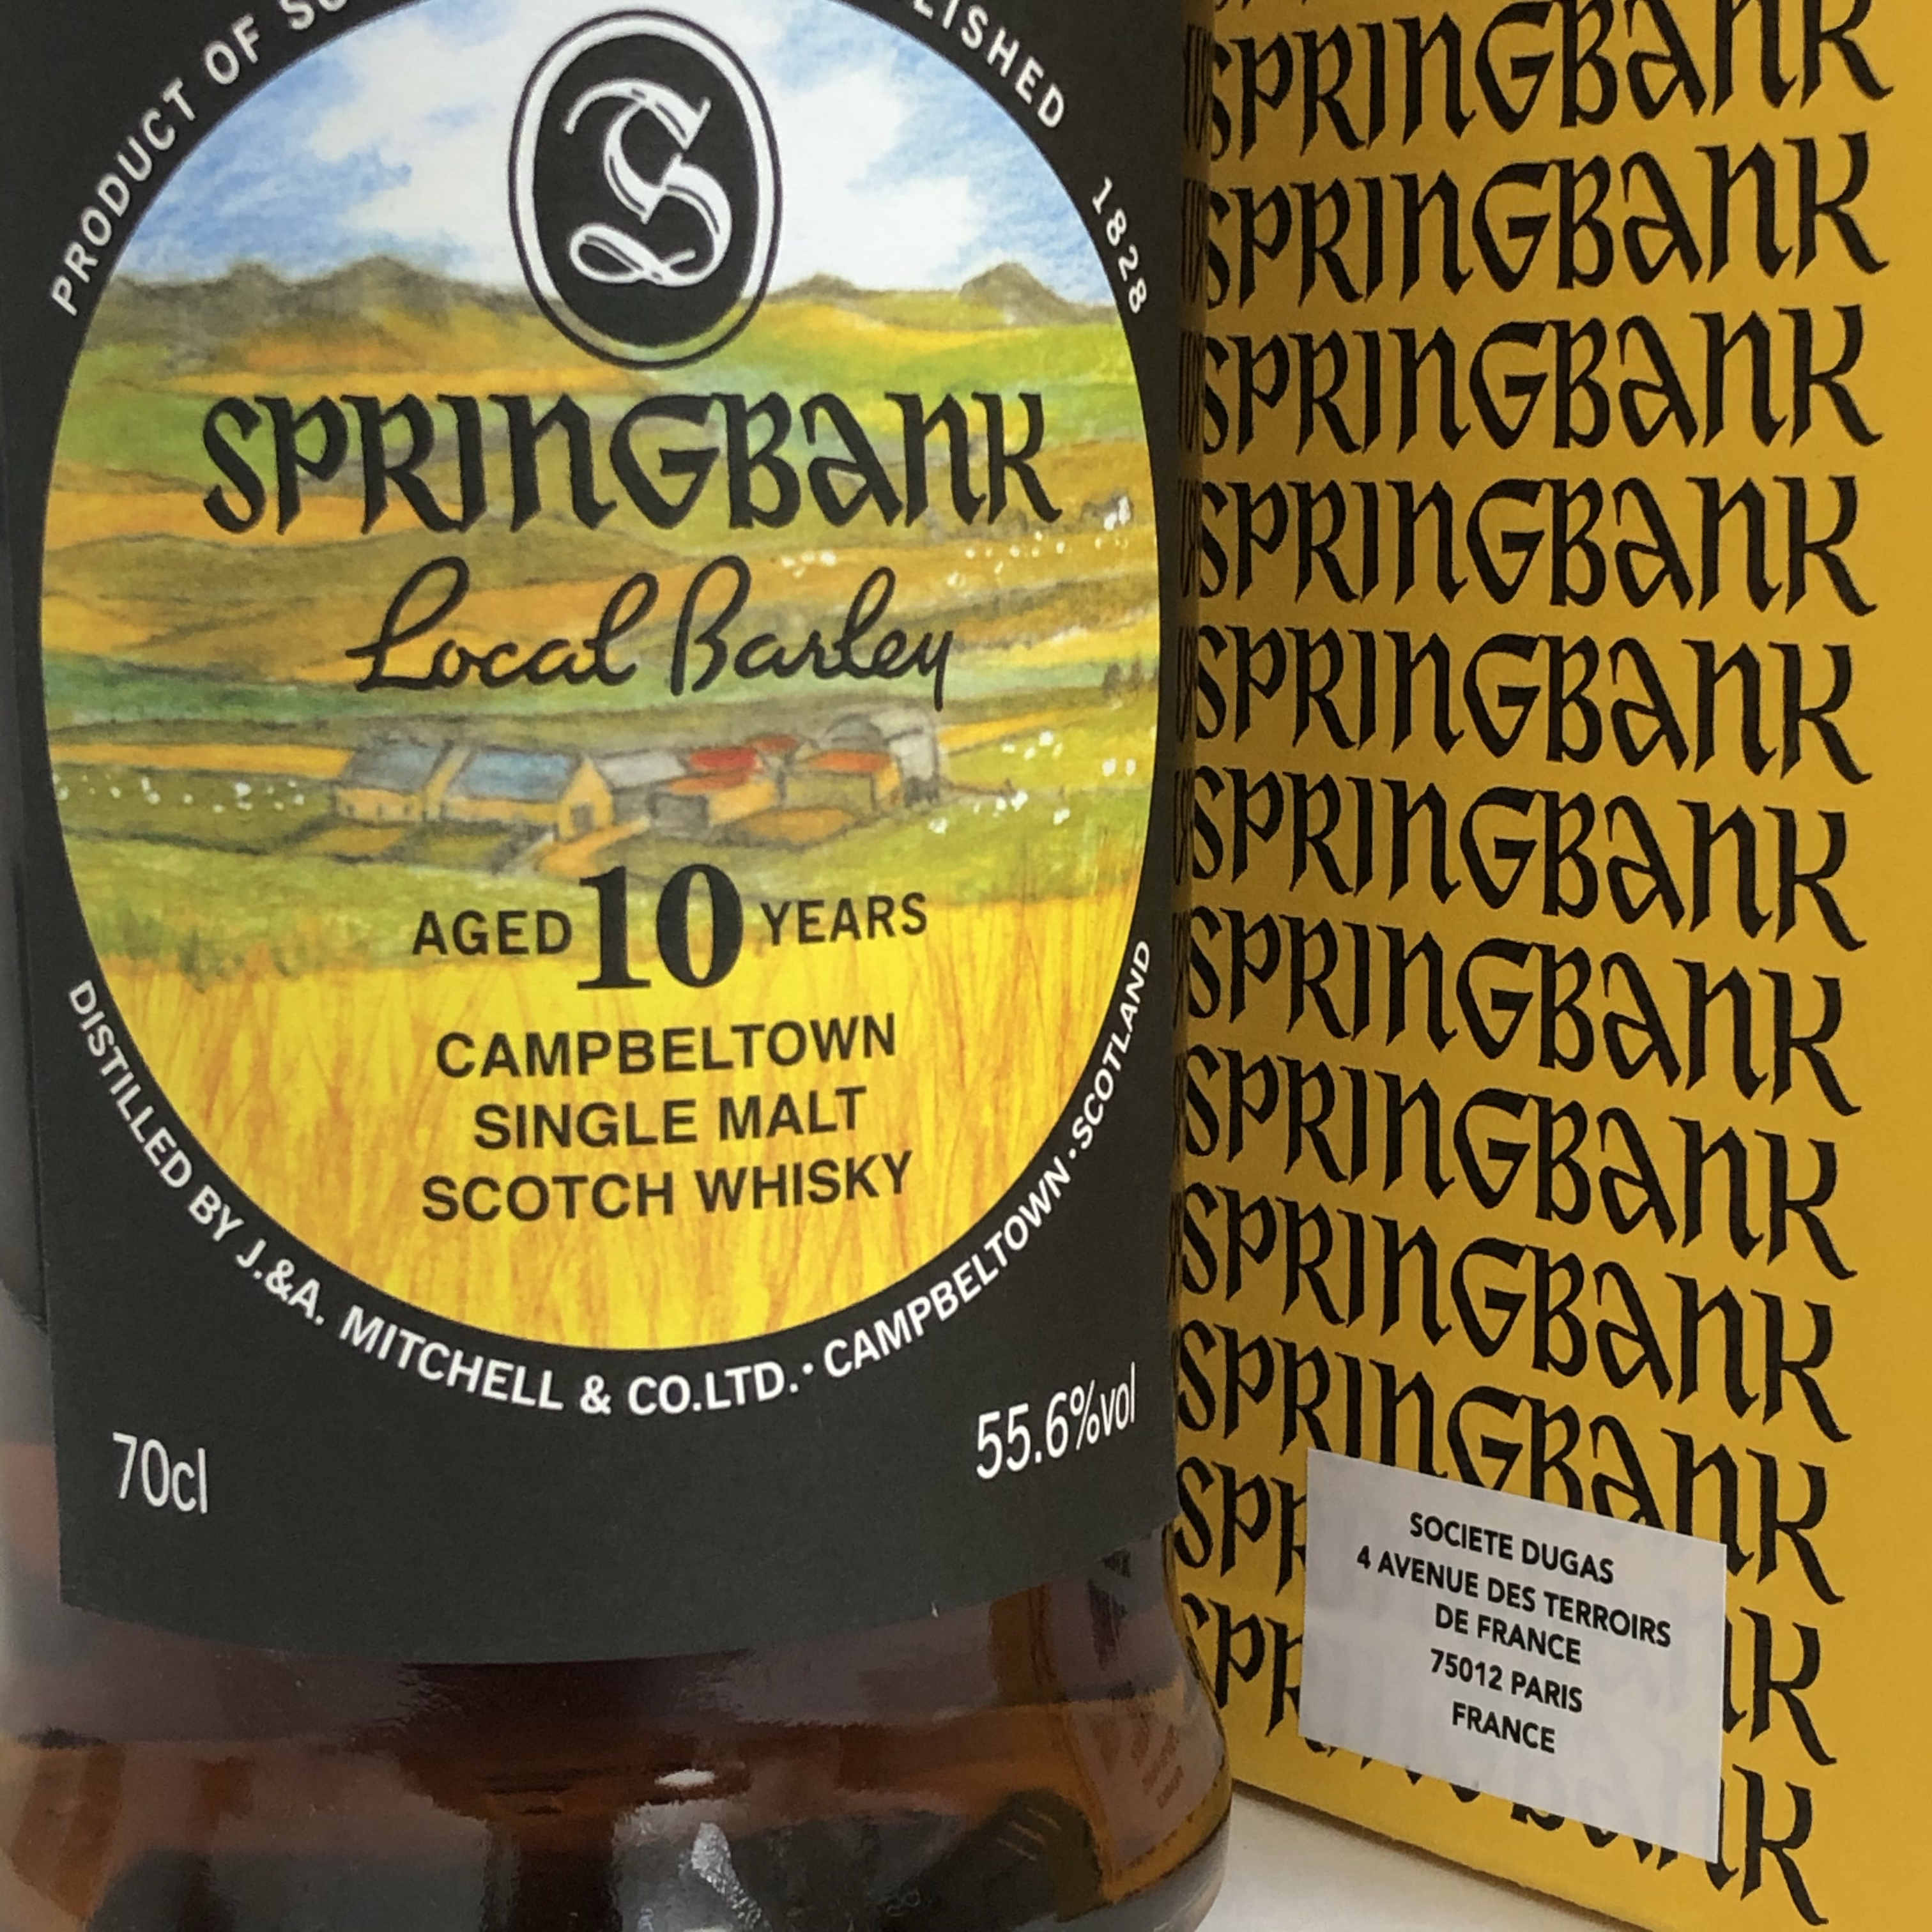 PRODUCT OF
1828
S
SPRINGBANK
Local Barley
AGED 10 YEARS
CAMPBELTOWN
SINGLE MALT
SCOTCH WHISKY
DISTILLED BY J.&A. MITCHELL & CO.LTD. · CAMPBELTOWN · SCOTLAND
70cl
55.6%vol
SPRINGBANK
SPRINGBANK
SPRINGBANK
SPRINGBANK
SPRINGBANK
SPRINGBANK
SPRINGBANK
SPRINGBANK
SPRINGBANK
SPRINGBANK
SOCIETE DUGAS
4 AVENUE DES TERROIRS
DE FRANCE
75012 PARIS
FRANCE